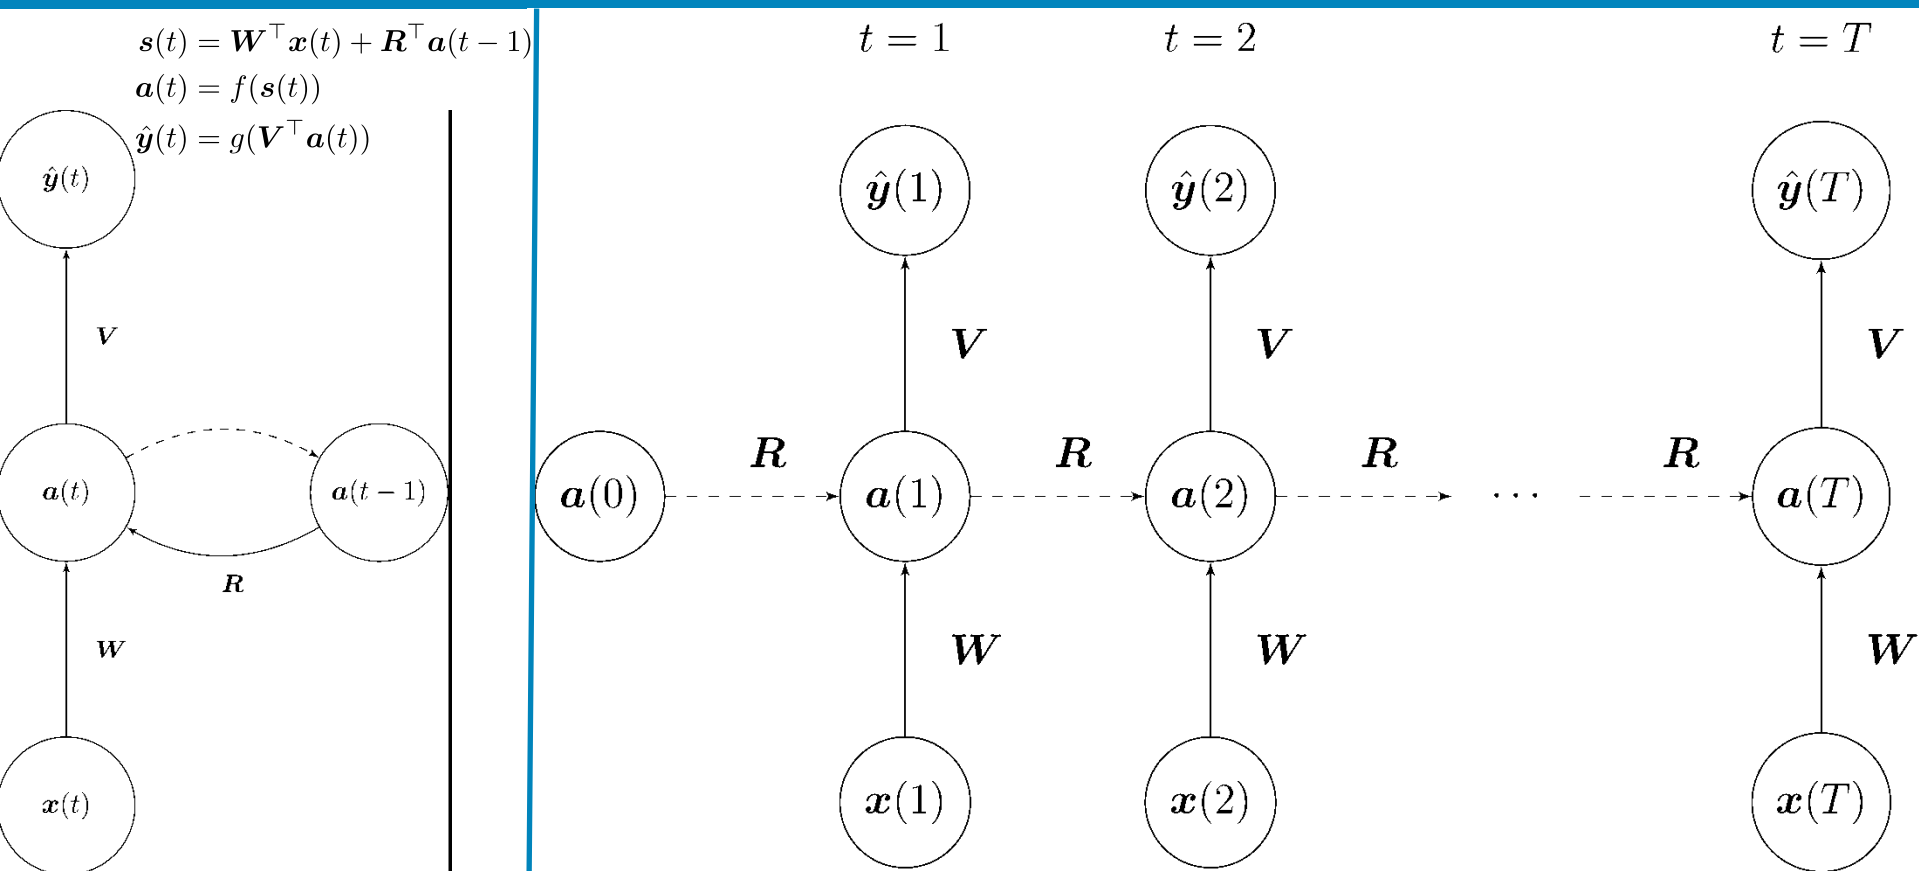 s(t) = W⊤x(t) + R⊤a(t − 1)
a(t) = f(s(t))
ŷ(t) = g(V⊤a(t))
ŷ(t)
V
a(t)
a(t − 1)
R
W
x(t)
t = 1
t = 2
t = T
ŷ(1)
ŷ(2)
ŷ(T)
V
V
V
R
R
R
R
a(0)
a(1)
a(2)
···
a(T)
W
W
W
x(1)
x(2)
x(T)